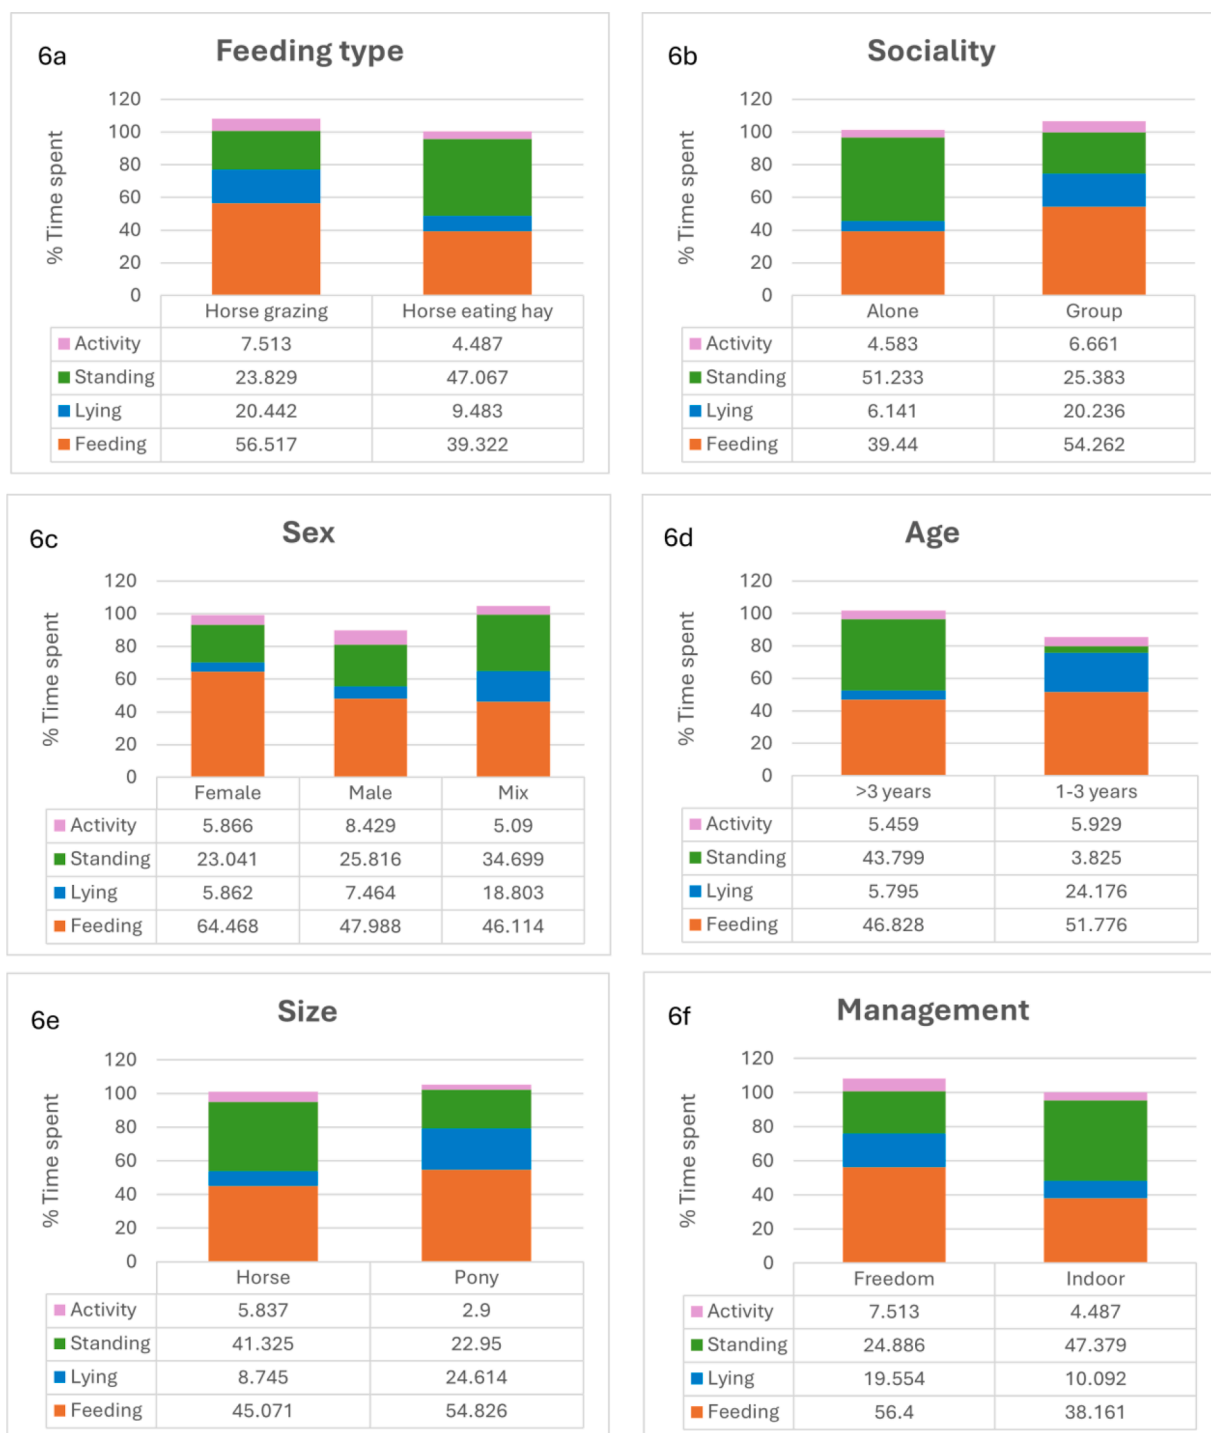 6a
Feeding type
% Time spent
120
100
80
60
40
20
0
Horse grazing Horse eating hay
Activity 7.513 4.487
Standing 23.829 47.067
Lying 20.442 9.483
Feeding 56.517 39.322
6b
Sociality
% Time spent
120
100
80
60
40
20
0
Alone Group
Activity 4.583 6.661
Standing 51.233 25.383
Lying 6.141 20.236
Feeding 39.44 54.262
6c
Sex
% Time spent
120
100
80
60
40
20
0
Female Male Mix
Activity 5.866 8.429 5.09
Standing 23.041 25.816 34.699
Lying 5.862 7.464 18.803
Feeding 64.468 47.988 46.114
6d
Age
% Time spent
120
100
80
60
40
20
0
>3 years 1-3 years
Activity 5.459 5.929
Standing 43.799 3.825
Lying 5.795 24.176
Feeding 46.828 51.776
6e
Size
% Time spent
120
100
80
60
40
20
0
Horse Pony
Activity 5.837 2.9
Standing 41.325 22.95
Lying 8.745 24.614
Feeding 45.071 54.826
6f
Management
% Time spent
120
100
80
60
40
20
0
Freedom Indoor
Activity 7.513 4.487
Standing 24.886 47.379
Lying 19.554 10.092
Feeding 56.4 38.161